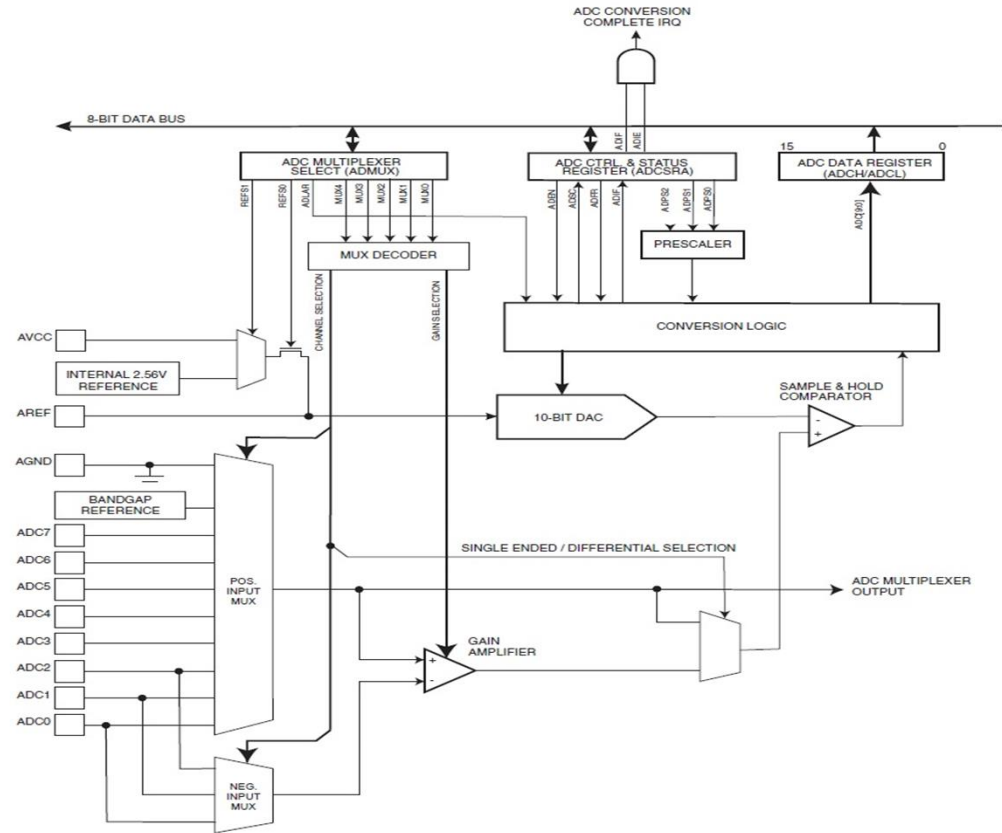 ADC CONVERSION
COMPLETE IRQ
8-BIT DATA BUS
ADIF
ADIE
15
0
ADC MULTIPLEXER
SELECT (ADMUX)
ADC CTRL. & STATUS
REGISTER (ADCSRA)
ADC DATA REGISTER
(ADCH/ADCL)
REFS1
REFS0
ADLAR
MUX4
MUX3
MUX2
MUX1
MUX0
ADEN
ADSC
ADFR
ADIF
ADPS2
ADPS1
ADPS0
ADC[9:0]
PRESCALER
MUX DECODER
CHANNEL SELECTION
GAIN SELECTION
CONVERSION LOGIC
AVCC
INTERNAL 2.56V
REFERENCE
AREF
SAMPLE & HOLD
COMPARATOR
10-BIT DAC
-
+
AGND
BANDGAP
REFERENCE
ADC7
ADC6
ADC5
ADC4
ADC3
ADC2
ADC1
ADC0
SINGLE ENDED / DIFFERENTIAL SELECTION
POS.
INPUT
MUX
ADC MULTIPLEXER
OUTPUT
GAIN
AMPLIFIER
+
-
NEG.
INPUT
MUX